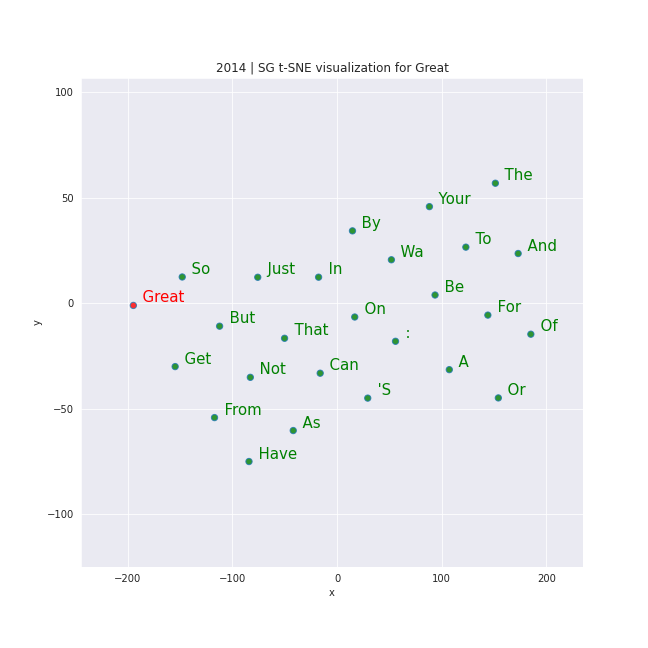 2014 | SG t-SNE visualization for Great
100
50
0
−50
−100
y
The
Your
By
To
And
Wa
So
Just
In
Be
Great
For
On
But
Of
That
:
Get
Not
Can
A
'S
Or
From
As
Have
−200
−100
0
100
200
x